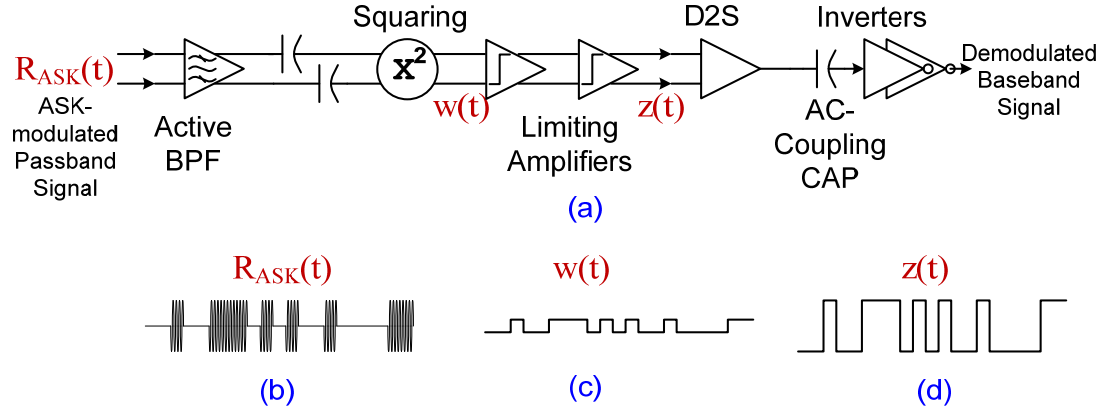 Squaring
D2S
Inverters
R_ASK(t)
ASK-
modulated
Passband
Signal
Active
BPF
x²
w(t)
Limiting
Amplifiers
z(t)
AC-
Coupling
CAP
Demodulated
Baseband
Signal
(a)
R_ASK(t)
w(t)
z(t)
(b)
(c)
(d)